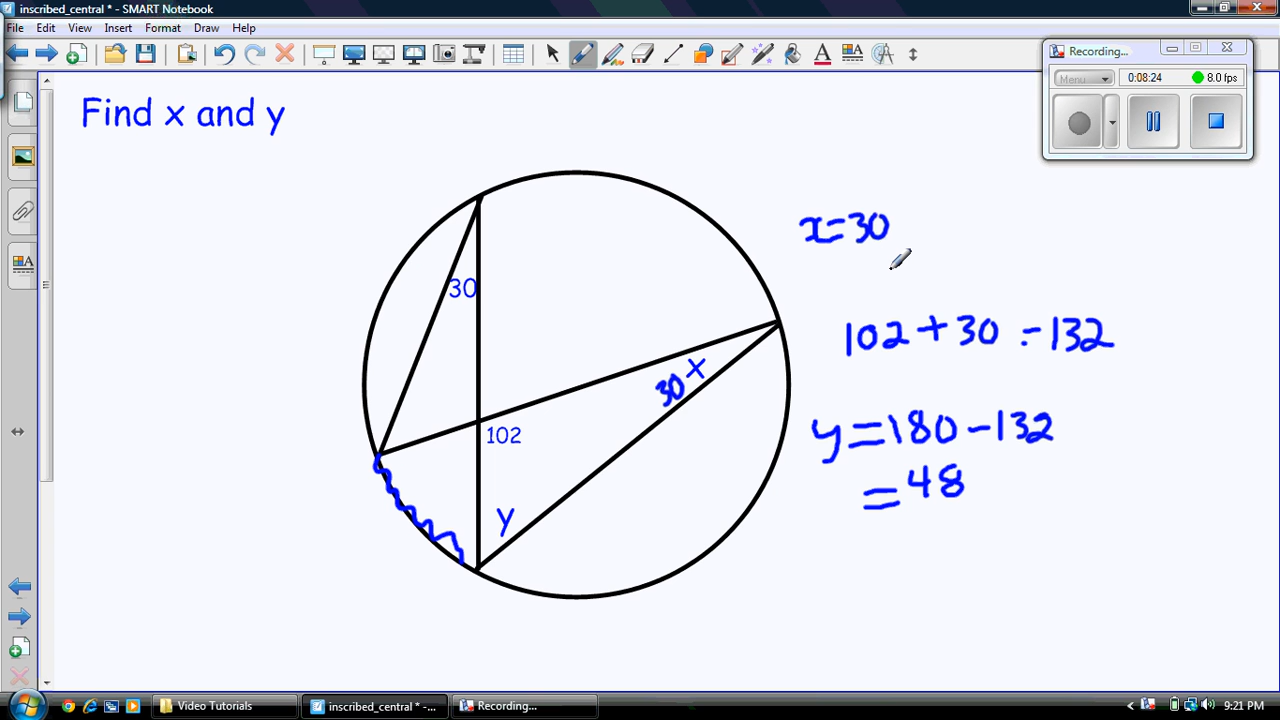 inscribed_central * - SMART Notebook
File Edit View Insert Format Draw Help
Recording...
Menu 0:08:24 8.0 fps
Find x and y
x=30
30
102+30 =132
30 x
102
y=180-132
=48
y
Video Tutorials inscribed_central * -... Recording... 9:21 PM